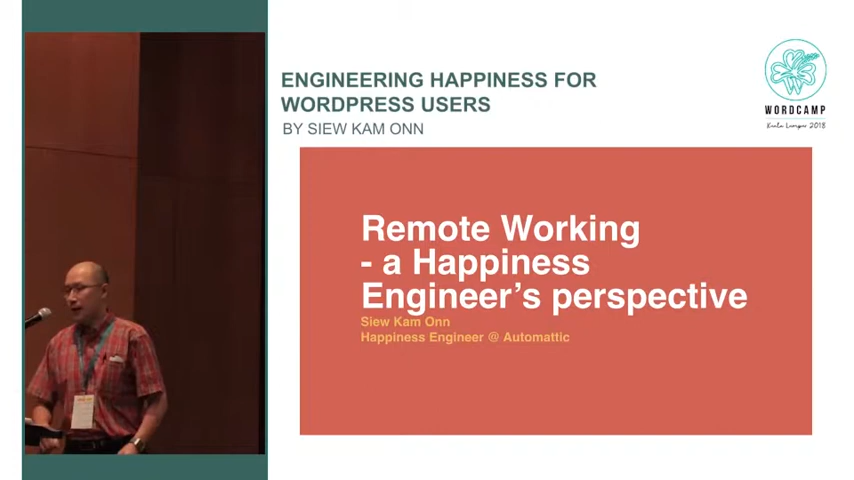 ENGINEERING HAPPINESS FOR
WORDPRESS USERS
BY SIEW KAM ONN
WORDCAMP
Kuala Lumpur 2018
Remote Working
- a Happiness
Engineer's perspective
Siew Kam Onn
Happiness Engineer @ Automattic